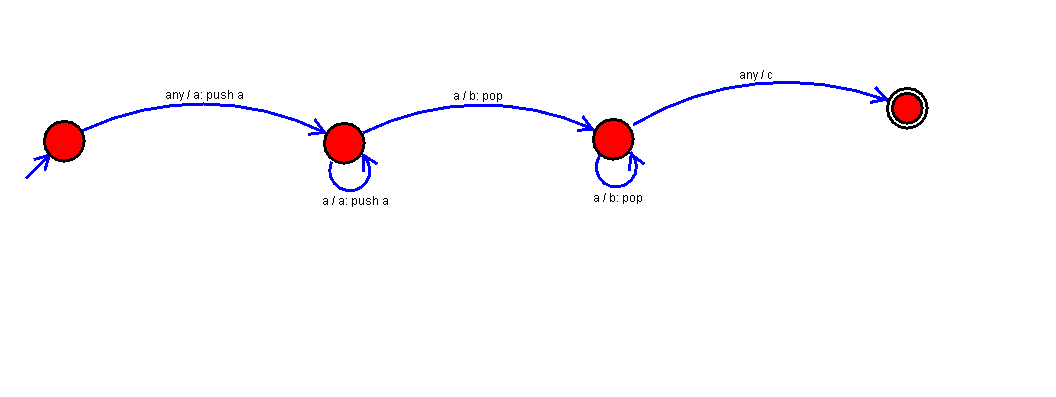 any / a: push a
a / b: pop
any / c
a / a: push a
a / b: pop